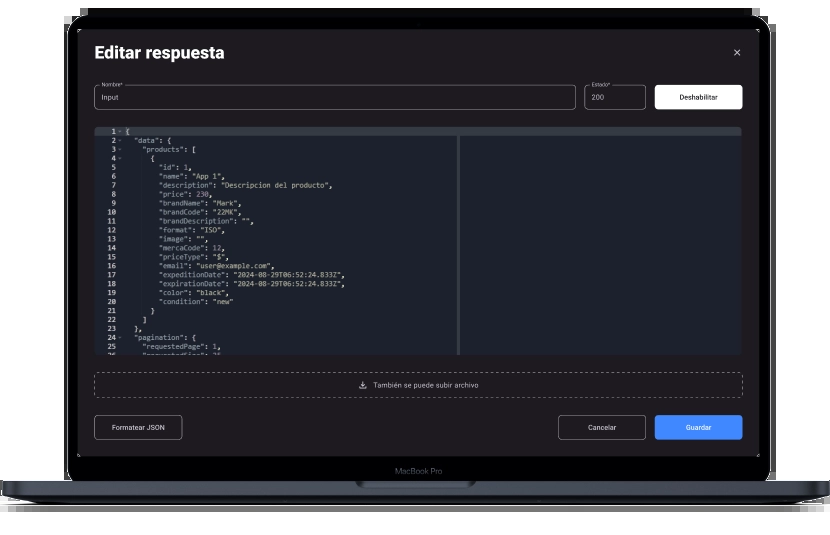 Editar respuesta
Nombre*
Input
Estado*
200
Deshabilitar
1 {
2 "data": {
3 "products": [
4 {
5 "id": 1,
6 "name": "App 1",
7 "description": "Descripcion del producto",
8 "price": 230,
9 "brandName": "Mark",
10 "brandCode": "22MK",
11 "brandDescription": "",
12 "format": "ISO",
13 "image": "",
14 "mercaCode": 12,
15 "priceType": "$",
16 "email": "user@example.com",
17 "expeditionDate": "2024-08-29T06:52:24.833Z",
18 "expirationDate": "2024-08-29T06:52:24.833Z",
19 "color": "black",
20 "condition": "new"
21 }
22 ]
23 },
24 "pagination": {
25 "requestedPage": 1,
También se puede subir archivo
Formatear JSON
Cancelar
Guardar
MacBook Pro